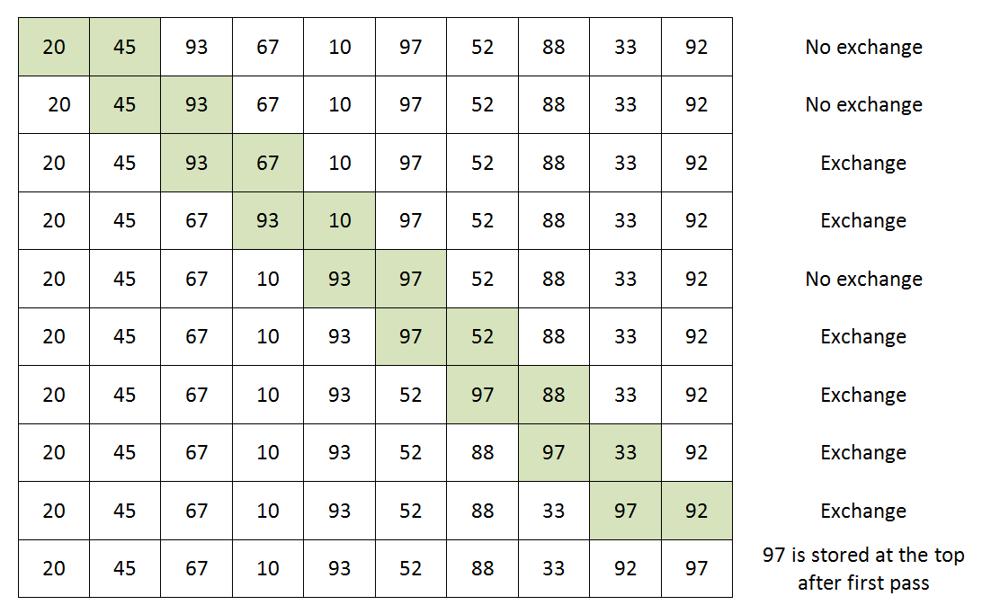 20 45 93 67 10 97 52 88 33 92 No exchange
20 45 93 67 10 97 52 88 33 92 No exchange
20 45 93 67 10 97 52 88 33 92 Exchange
20 45 67 93 10 97 52 88 33 92 Exchange
20 45 67 10 93 97 52 88 33 92 No exchange
20 45 67 10 93 97 52 88 33 92 Exchange
20 45 67 10 93 52 97 88 33 92 Exchange
20 45 67 10 93 52 88 97 33 92 Exchange
20 45 67 10 93 52 88 33 97 92 Exchange
20 45 67 10 93 52 88 33 92 97 97 is stored at the top
after first pass